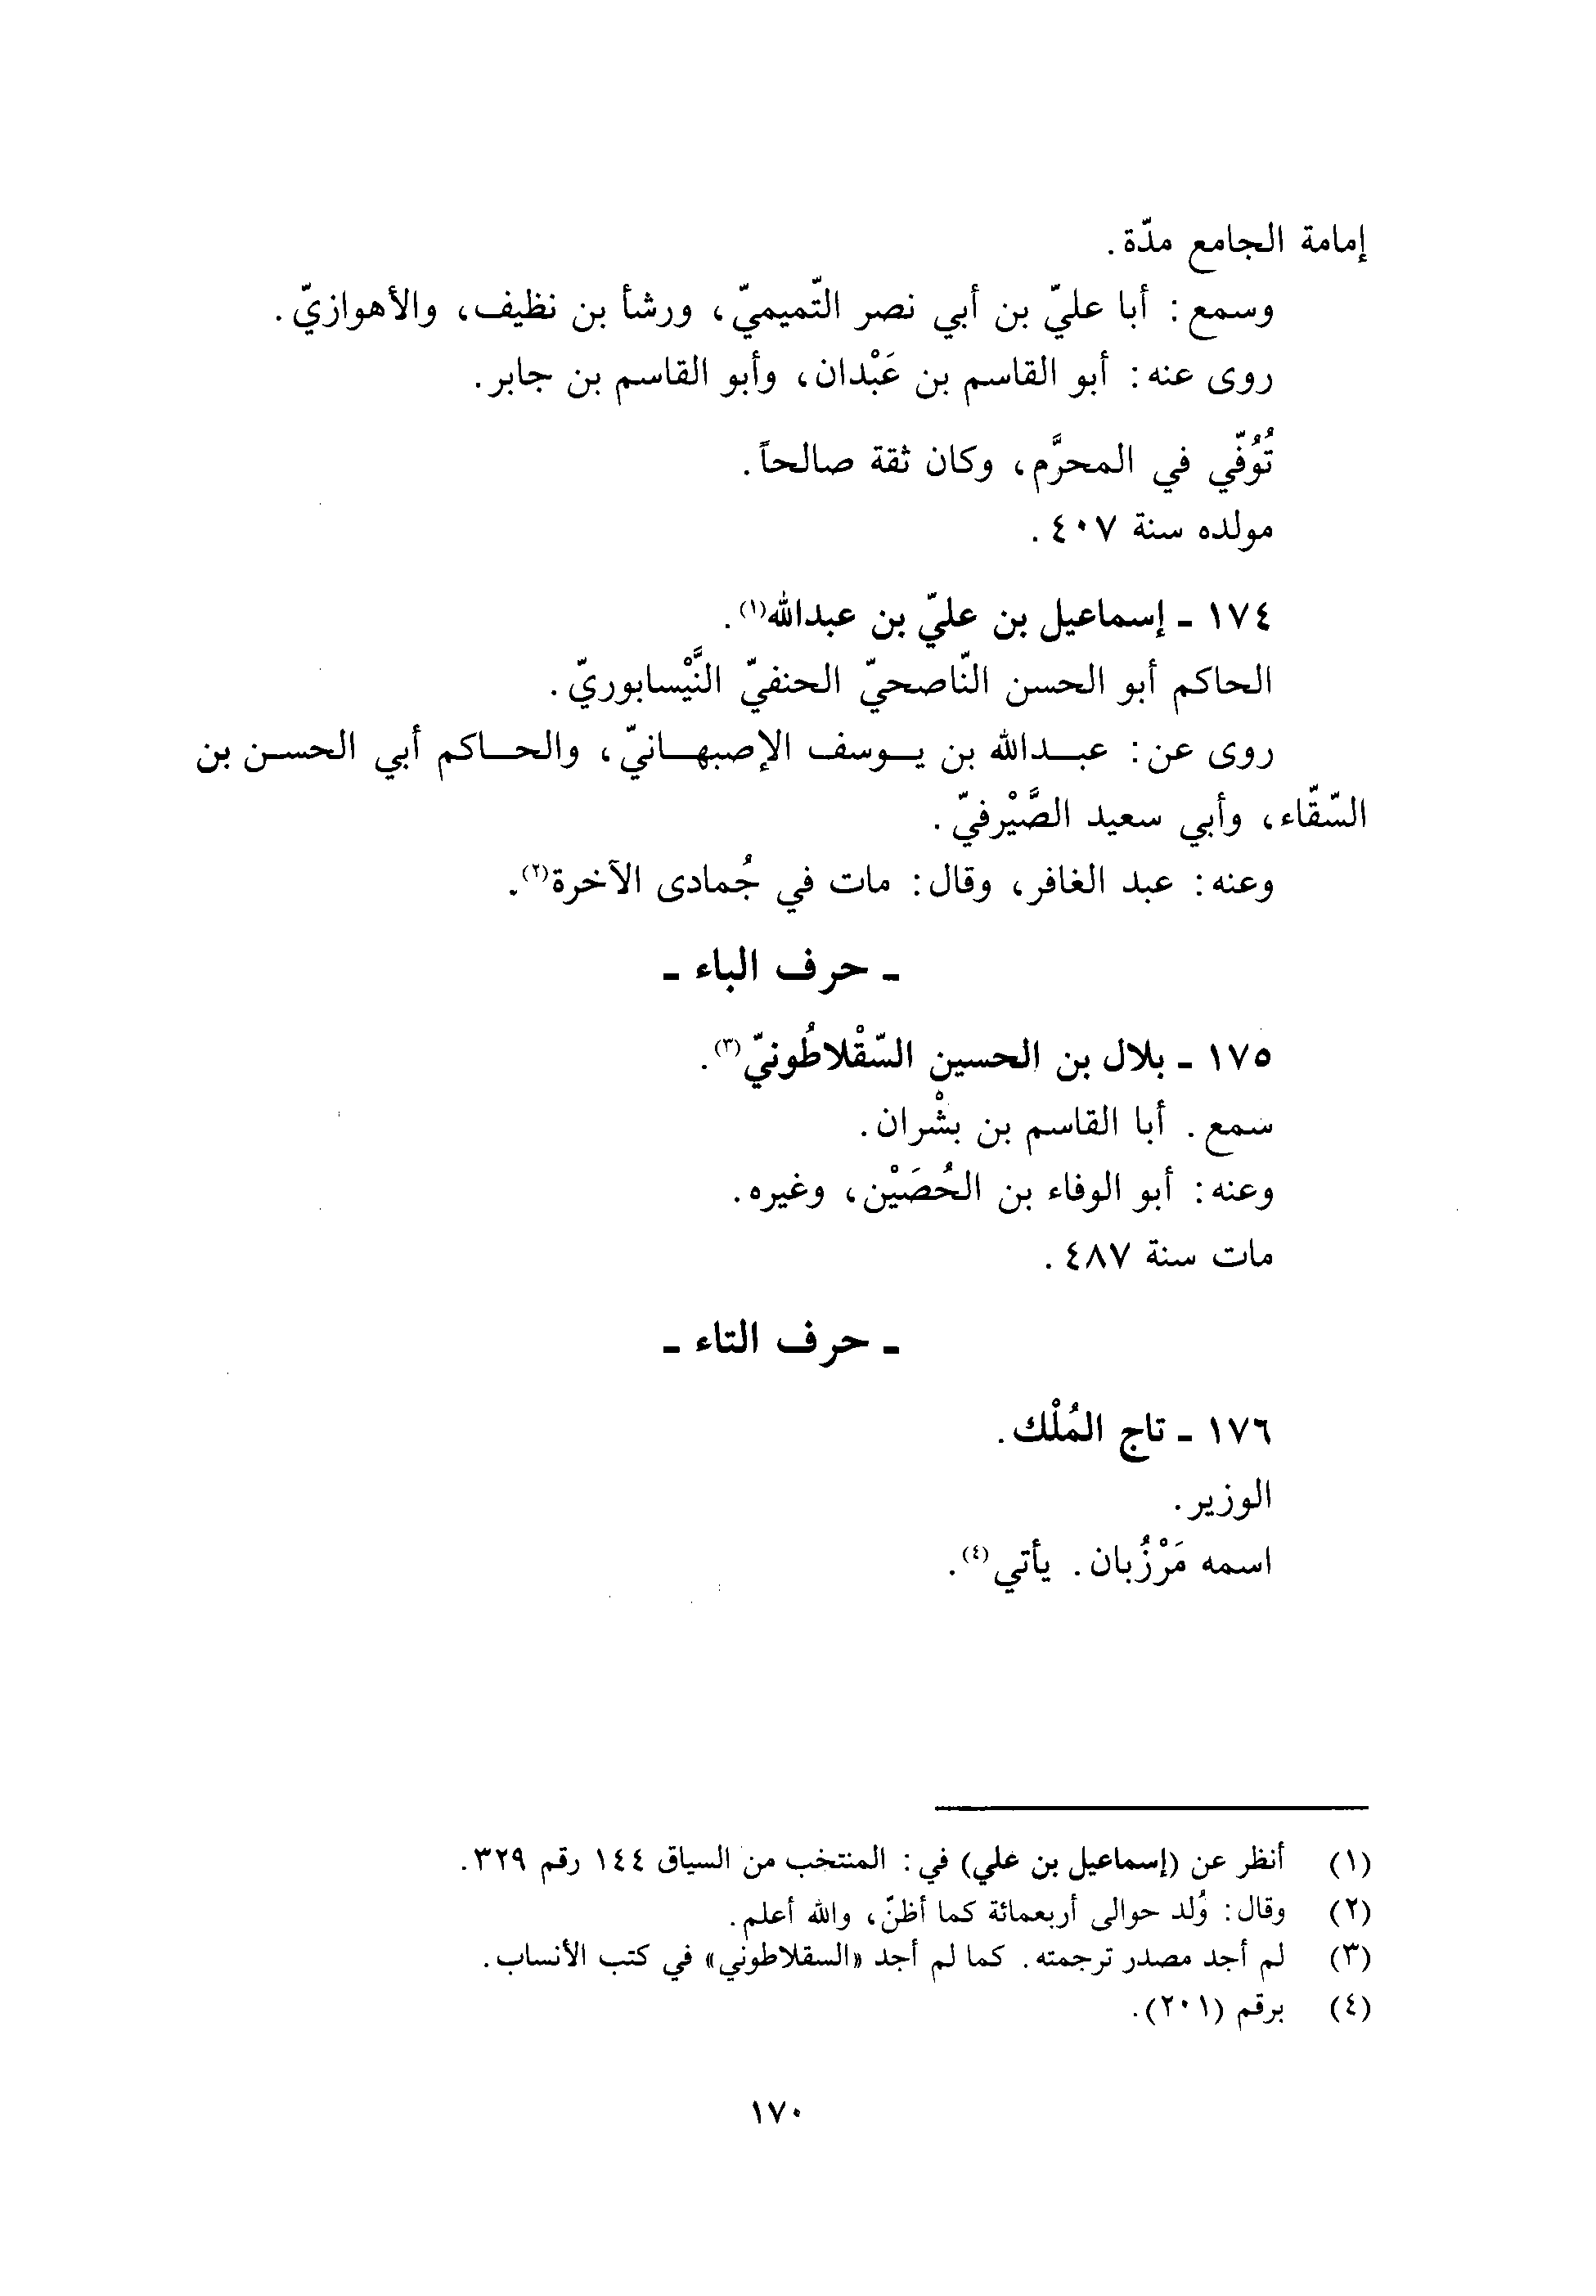 إمامة الجامع مدّة.
وسمع: أبا عليّ بن أبي نصر التّميميّ، ورشأ بن نظيف، والأهوازيّ.
روى عنه: أبو القاسم بن عَبْدان، وأبو القاسم بن جابر.
تُوُفّي في المحرَّم، وكان ثقة صالحاً.
مولده سنة ٤٠٧.
١٧٤ ـ إسماعيل بن عليّ بن عبدالله(١).
الحاكم أبو الحسن النّاصحيّ الحنفيّ النَّيْسابوريّ.
روى عن: عبدالله بن يوسف الإصبهانيّ، والحاكم أبي الحسن بن
السّقّاء، وأبي سعيد الصَّيْرفيّ.
وعنه: عبد الغافر، وقال: مات في جُمادى الآخرة(٢).
ـ حرف الباء ـ
١٧٥ ـ بلال بن الحسين السّقْلاطُونيّ(٣).
سمع. أبا القاسم بن بشْران.
وعنه: أبو الوفاء بن الحُصَيْن، وغيره.
مات سنة ٤٨٧.
ـ حرف التاء ـ
١٧٦ ـ تاج المُلْك.
الوزير.
اسمه مَرْزُبان. يأتي(٤).
(١) أنظر عن (إسماعيل بن علي) في: المنتخب من السياق ١٤٤ رقم ٣٢٩.
(٢) وقال: وُلد حوالى أربعمائة كما أظنّ، والله أعلم.
(٣) لم أجد مصدر ترجمته. كما لم أجد «السقلاطوني» في كتب الأنساب.
(٤) برقم (٢٠١).
١٧٠